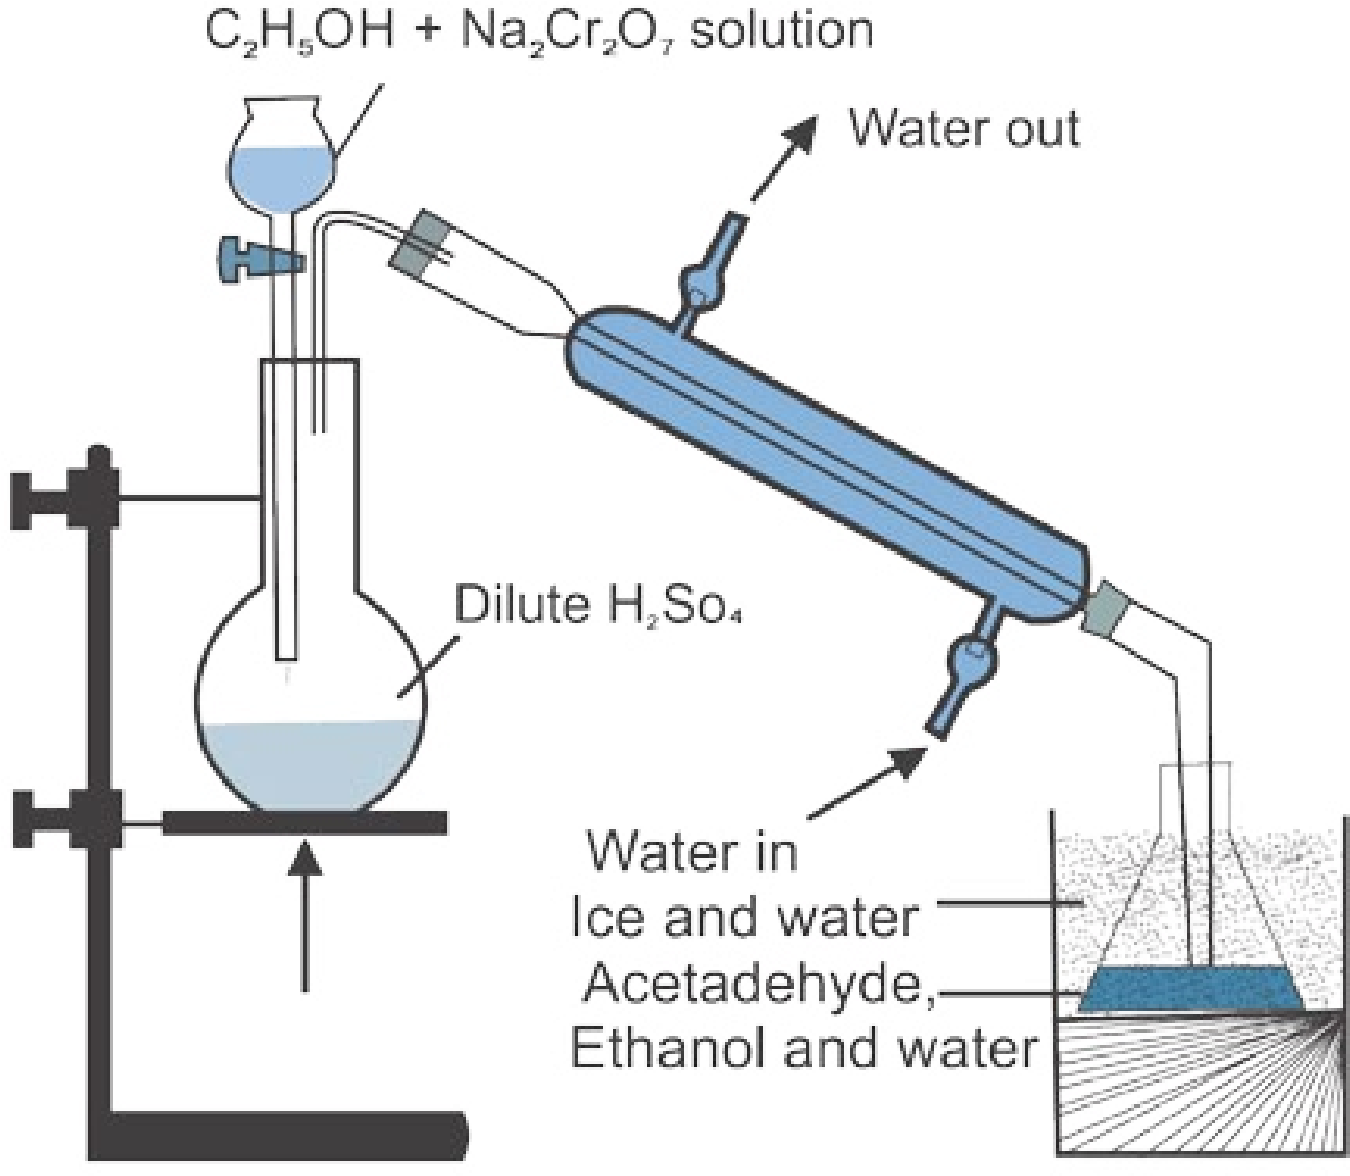 C₂H₅OH + Na₂Cr₂O₇ solution
Water out
Dilute H₂So₄
Water in
Ice and water
Acetadehyde,
Ethanol and water